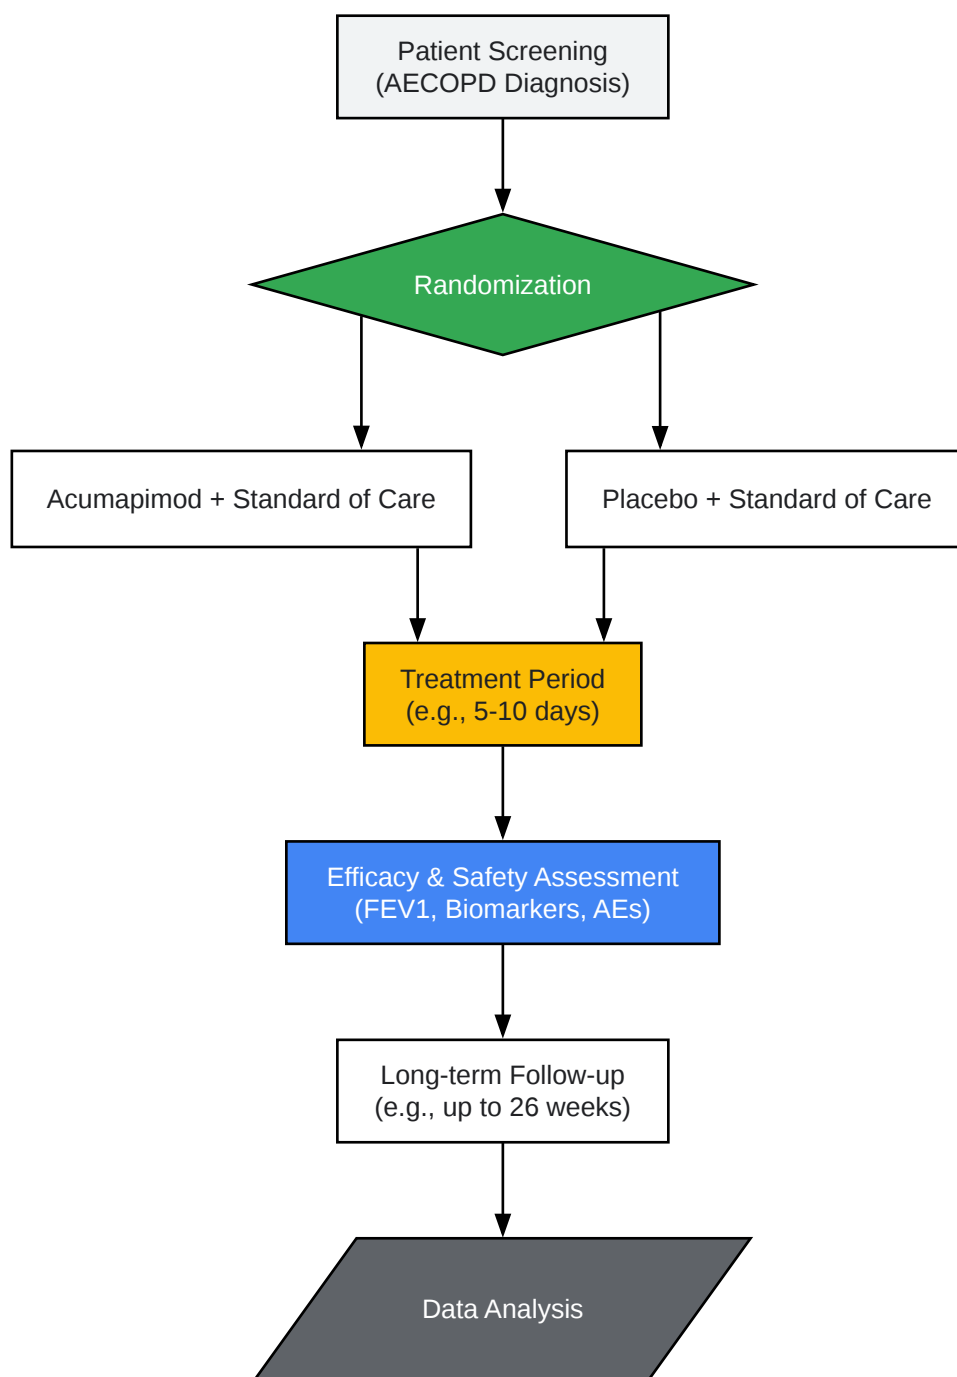 Patient Screening
(AECOPD Diagnosis)
Randomization
Acumapimod + Standard of Care
Placebo + Standard of Care
Treatment Period
(e.g., 5-10 days)
Efficacy & Safety Assessment
(FEV1, Biomarkers, AEs)
Long-term Follow-up
(e.g., up to 26 weeks)
Data Analysis